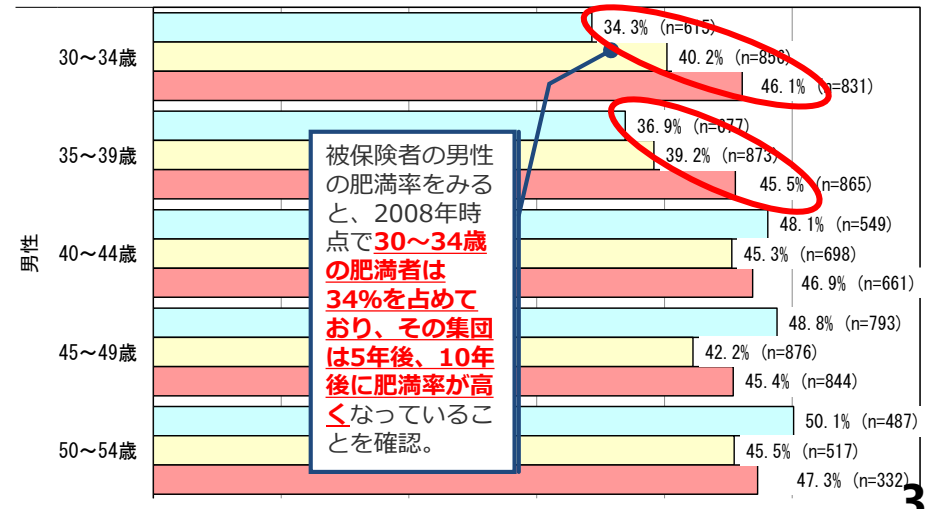 男性
30～34歳
34.3% (n=615)
40.2% (n=856)
46.1% (n=831)
35～39歳
36.9% (n=677)
39.2% (n=873)
45.5% (n=865)
40～44歳
48.1% (n=549)
45.3% (n=698)
46.9% (n=661)
45～49歳
48.8% (n=793)
42.2% (n=876)
45.4% (n=844)
50～54歳
50.1% (n=487)
45.5% (n=517)
47.3% (n=332)
被保険者の男性
の肥満率をみる
と、2008年時
点で30～34歳
の肥満者は
34%を占めて
おり、その集団
は5年後、10年
後に肥満率が高
くなっているこ
とを確認。
3